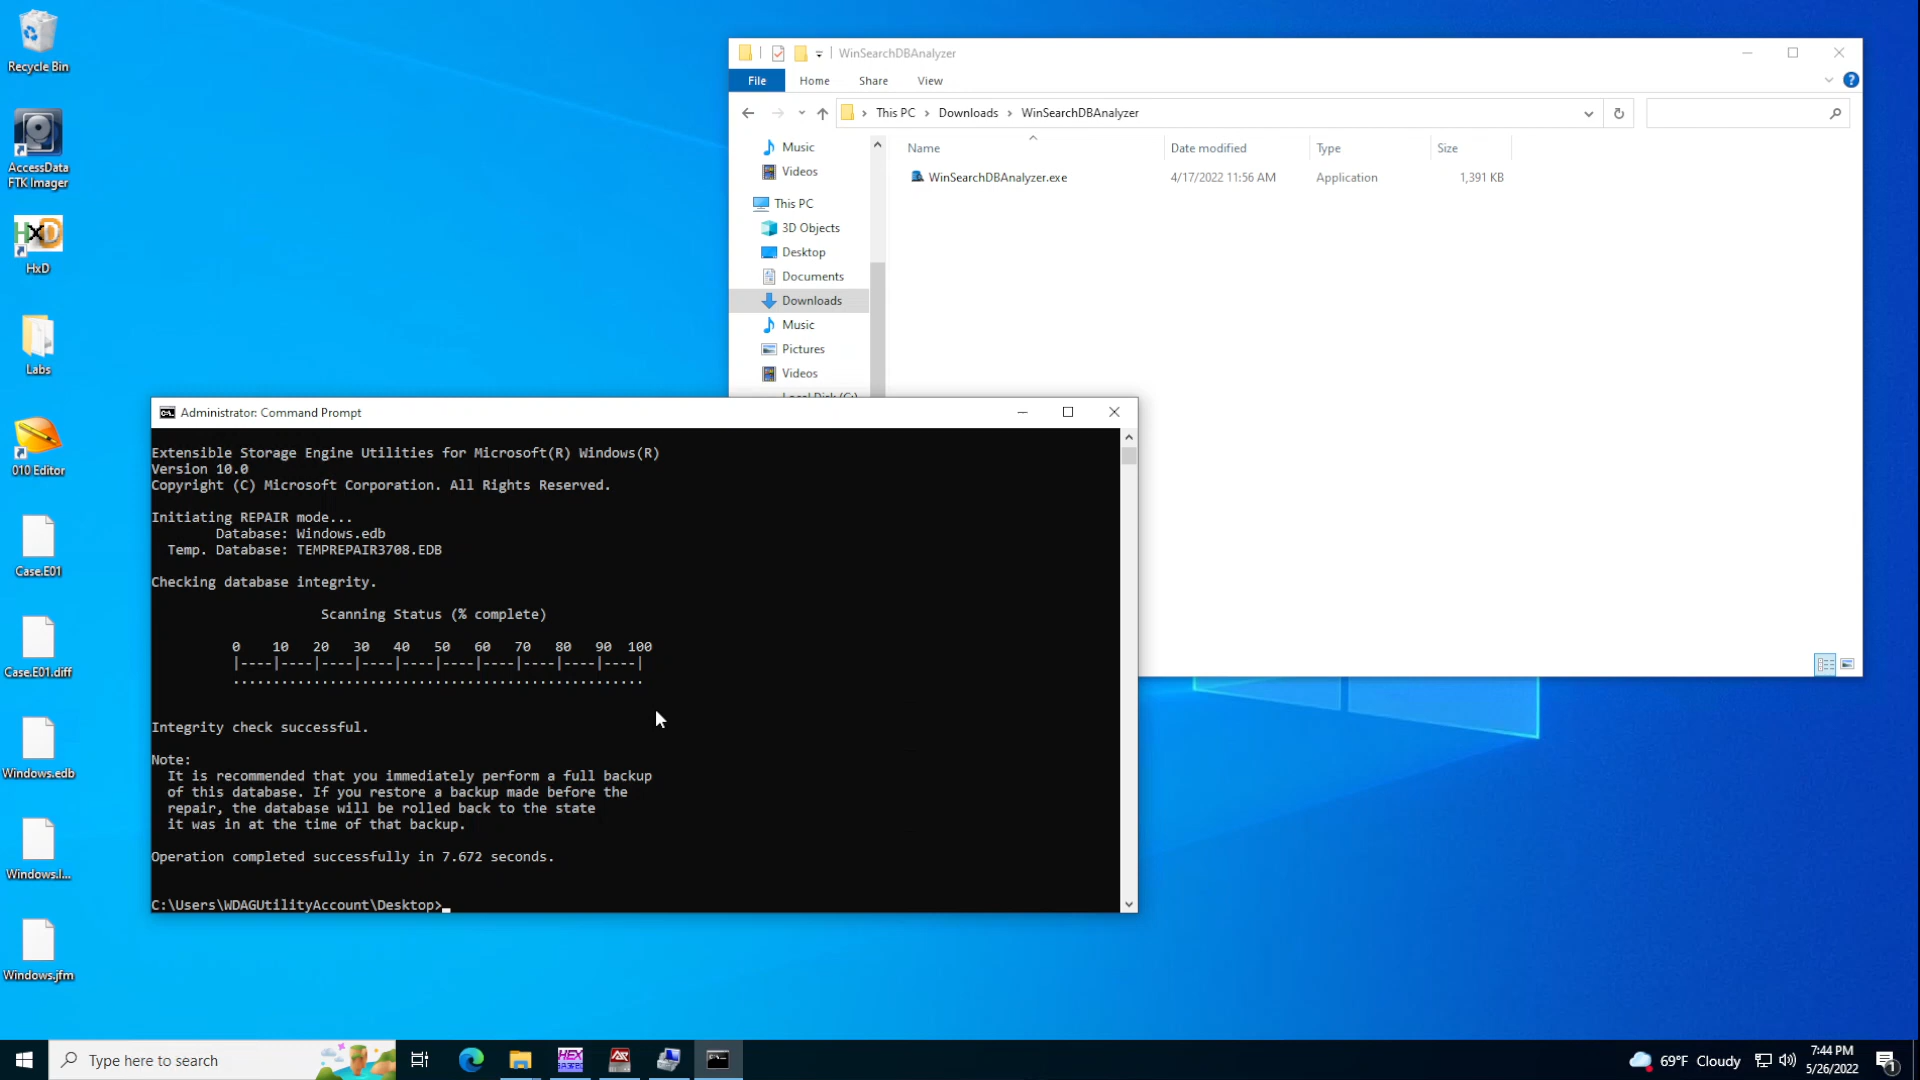 Recycle Bin
AccessData
FTK Imager
HxD
Labs
010 Editor
Case.E01
Case.E01.diff
Windows.edb
Windows.I...
Windows.jfm
WinSearchDBAnalyzer
File Home Share View
This PC Downloads WinSearchDBAnalyzer
Music
Videos
This PC
3D Objects
Desktop
Documents
Downloads
Music
Pictures
Videos
Local Disk (C:)
Name Date modified Type Size
WinSearchDBAnalyzer.exe 4/17/2022 11:56 AM Application 1,391 KB
Administrator: Command Prompt
Extensible Storage Engine Utilities for Microsoft(R) Windows(R)
Version 10.0
Copyright (C) Microsoft Corporation. All Rights Reserved.
Initiating REPAIR mode...
Database: Windows.edb
Temp. Database: TEMPREPAIR3708.EDB
Checking database integrity.
Scanning Status (% complete)
0 10 20 30 40 50 60 70 80 90 100
|----|----|----|----|----|----|----|----|----|----|
...................................................
Integrity check successful.
Note:
It is recommended that you immediately perform a full backup
of this database. If you restore a backup made before the
repair, the database will be rolled back to the state
it was in at the time of that backup.
Operation completed successfully in 7.672 seconds.
C:\Users\WDAGUtilityAccount\Desktop>
Type here to search
HEX
69°F Cloudy
7:44 PM
5/26/2022
1